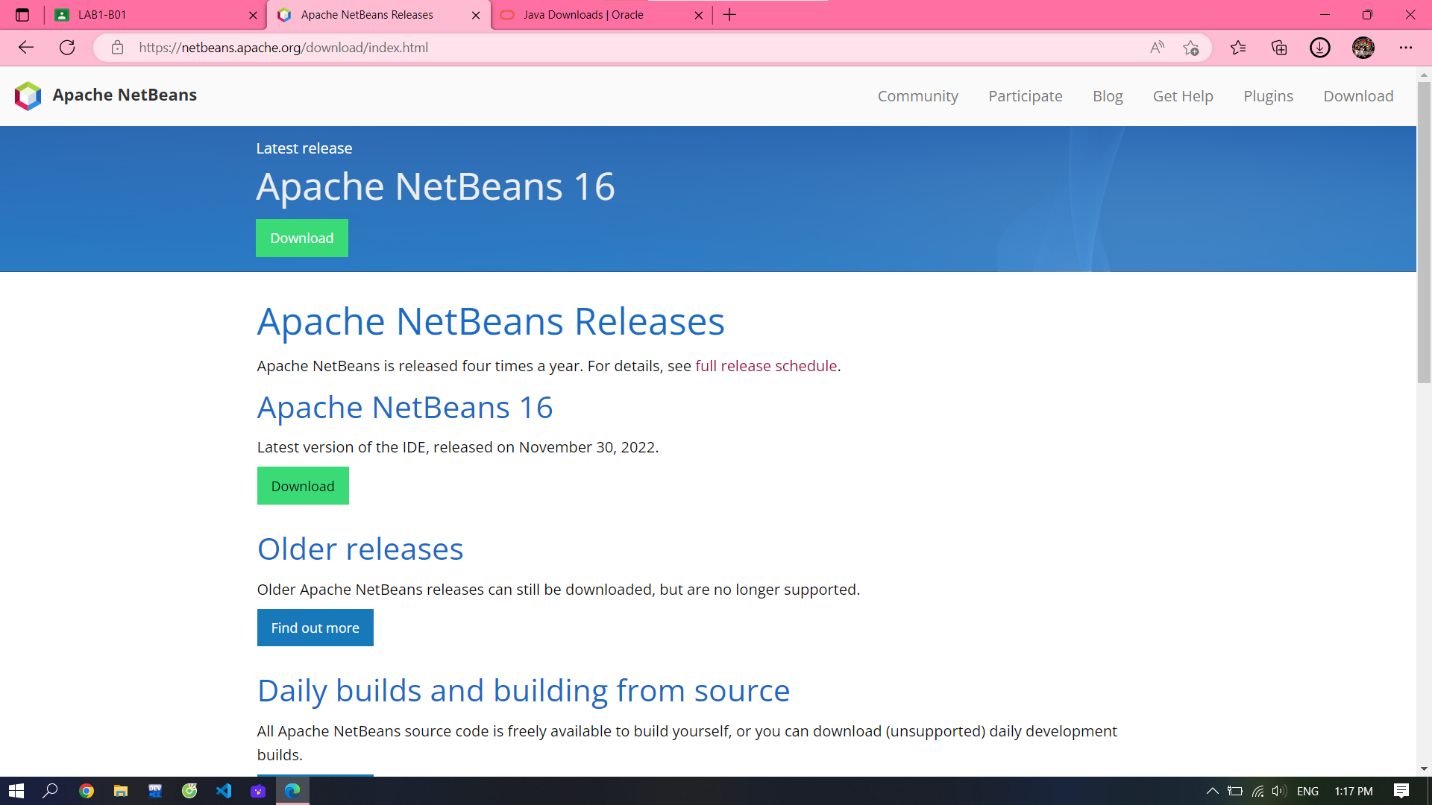 LAB1-B01
Apache NetBeans Releases
Java Downloads | Oracle
https://netbeans.apache.org/download/index.html
Apache NetBeans
Community
Participate
Blog
Get Help
Plugins
Download
Latest release
Apache NetBeans 16
Download
Apache NetBeans Releases
Apache NetBeans is released four times a year. For details, see full release schedule.
Apache NetBeans 16
Latest version of the IDE, released on November 30, 2022.
Download
Older releases
Older Apache NetBeans releases can still be downloaded, but are no longer supported.
Find out more
Daily builds and building from source
All Apache NetBeans source code is freely available to build yourself, or you can download (unsupported) daily development
builds.
ENG
1:17 PM